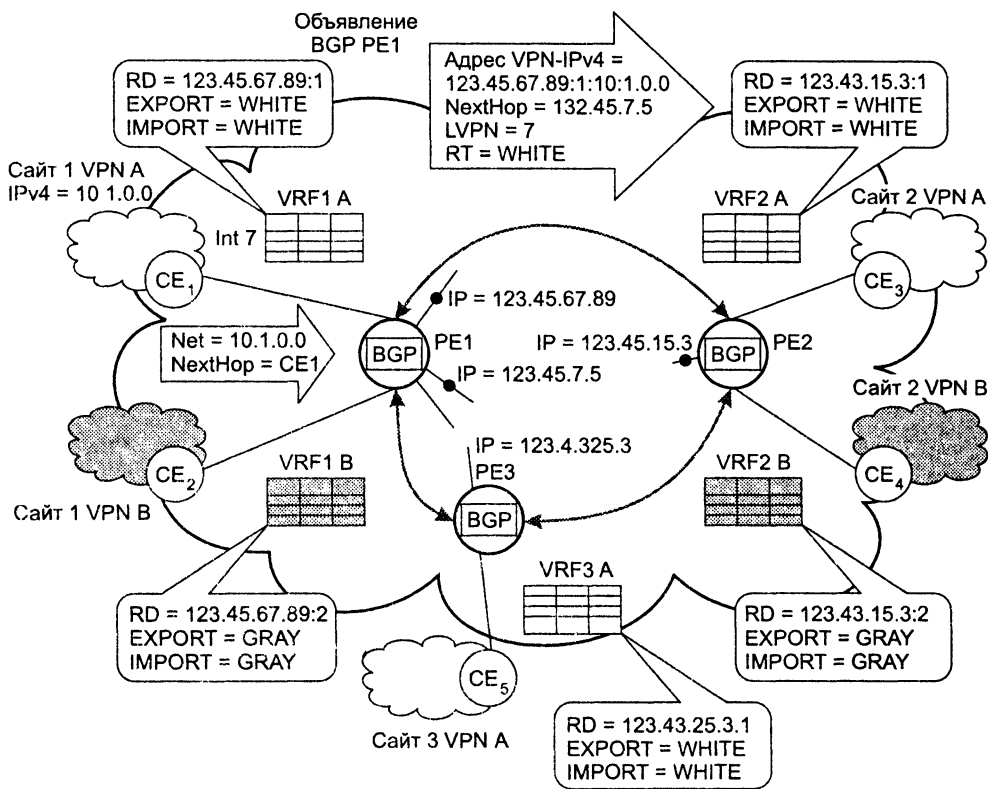 Объявление
BGP PE1
Адрес VPN-IPv4 =
123.45.67.89:1:10:1.0.0
NextHop = 132.45.7.5
LVPN = 7
RT = WHITE
RD = 123.45.67.89:1
EXPORT = WHITE
IMPORT = WHITE
RD = 123.43.15.3:1
EXPORT = WHITE
IMPORT = WHITE
Сайт 1 VPN A
IPv4 = 10 1.0.0
VRF1 A
Int 7
VRF2 A
Сайт 2 VPN A
CE1
CE3
IP = 123.45.67.89
Net = 10.1.0.0
NextHop = CE1
BGP
PE1
IP = 123.45.15.3
BGP
PE2
IP = 123.45.7.5
Сайт 2 VPN B
IP = 123.4.325.3
PE3
BGP
CE2
VRF1 B
VRF2 B
CE4
Сайт 1 VPN B
VRF3 A
RD = 123.45.67.89:2
EXPORT = GRAY
IMPORT = GRAY
RD = 123.43.15.3:2
EXPORT = GRAY
IMPORT = GRAY
CE5
Сайт 3 VPN A
RD = 123.43.25.3.1
EXPORT = WHITE
IMPORT = WHITE